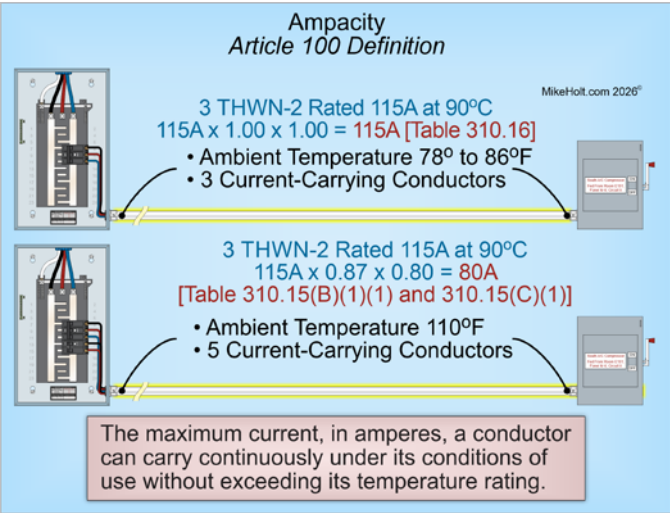 Ampacity
Article 100 Definition
MikeHolt.com 2026©
3 THWN-2 Rated 115A at 90ºC
115A x 1.00 x 1.00 = 115A [Table 310.16]
• Ambient Temperature 78º to 86ºF
• 3 Current-Carrying Conductors
3 THWN-2 Rated 115A at 90ºC
115A x 0.87 x 0.80 = 80A
[Table 310.15(B)(1)(1) and 310.15(C)(1)]
• Ambient Temperature 110ºF
• 5 Current-Carrying Conductors
The maximum current, in amperes, a conductor
can carry continuously under its conditions of
use without exceeding its temperature rating.